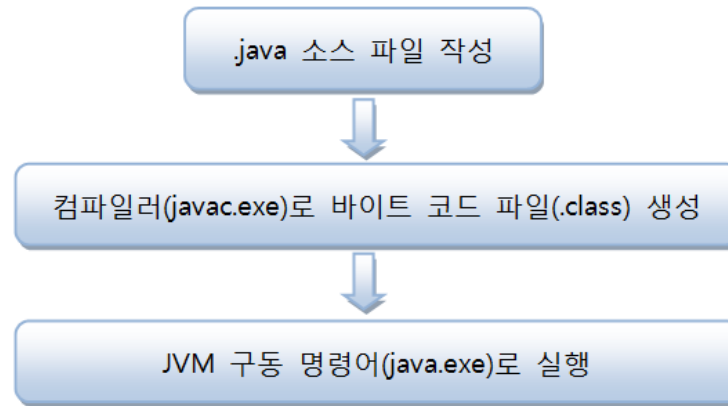 .java 소스 파일 작성
컴파일러(javac.exe)로 바이트 코드 파일(.class) 생성
JVM 구동 명령어(java.exe)로 실행